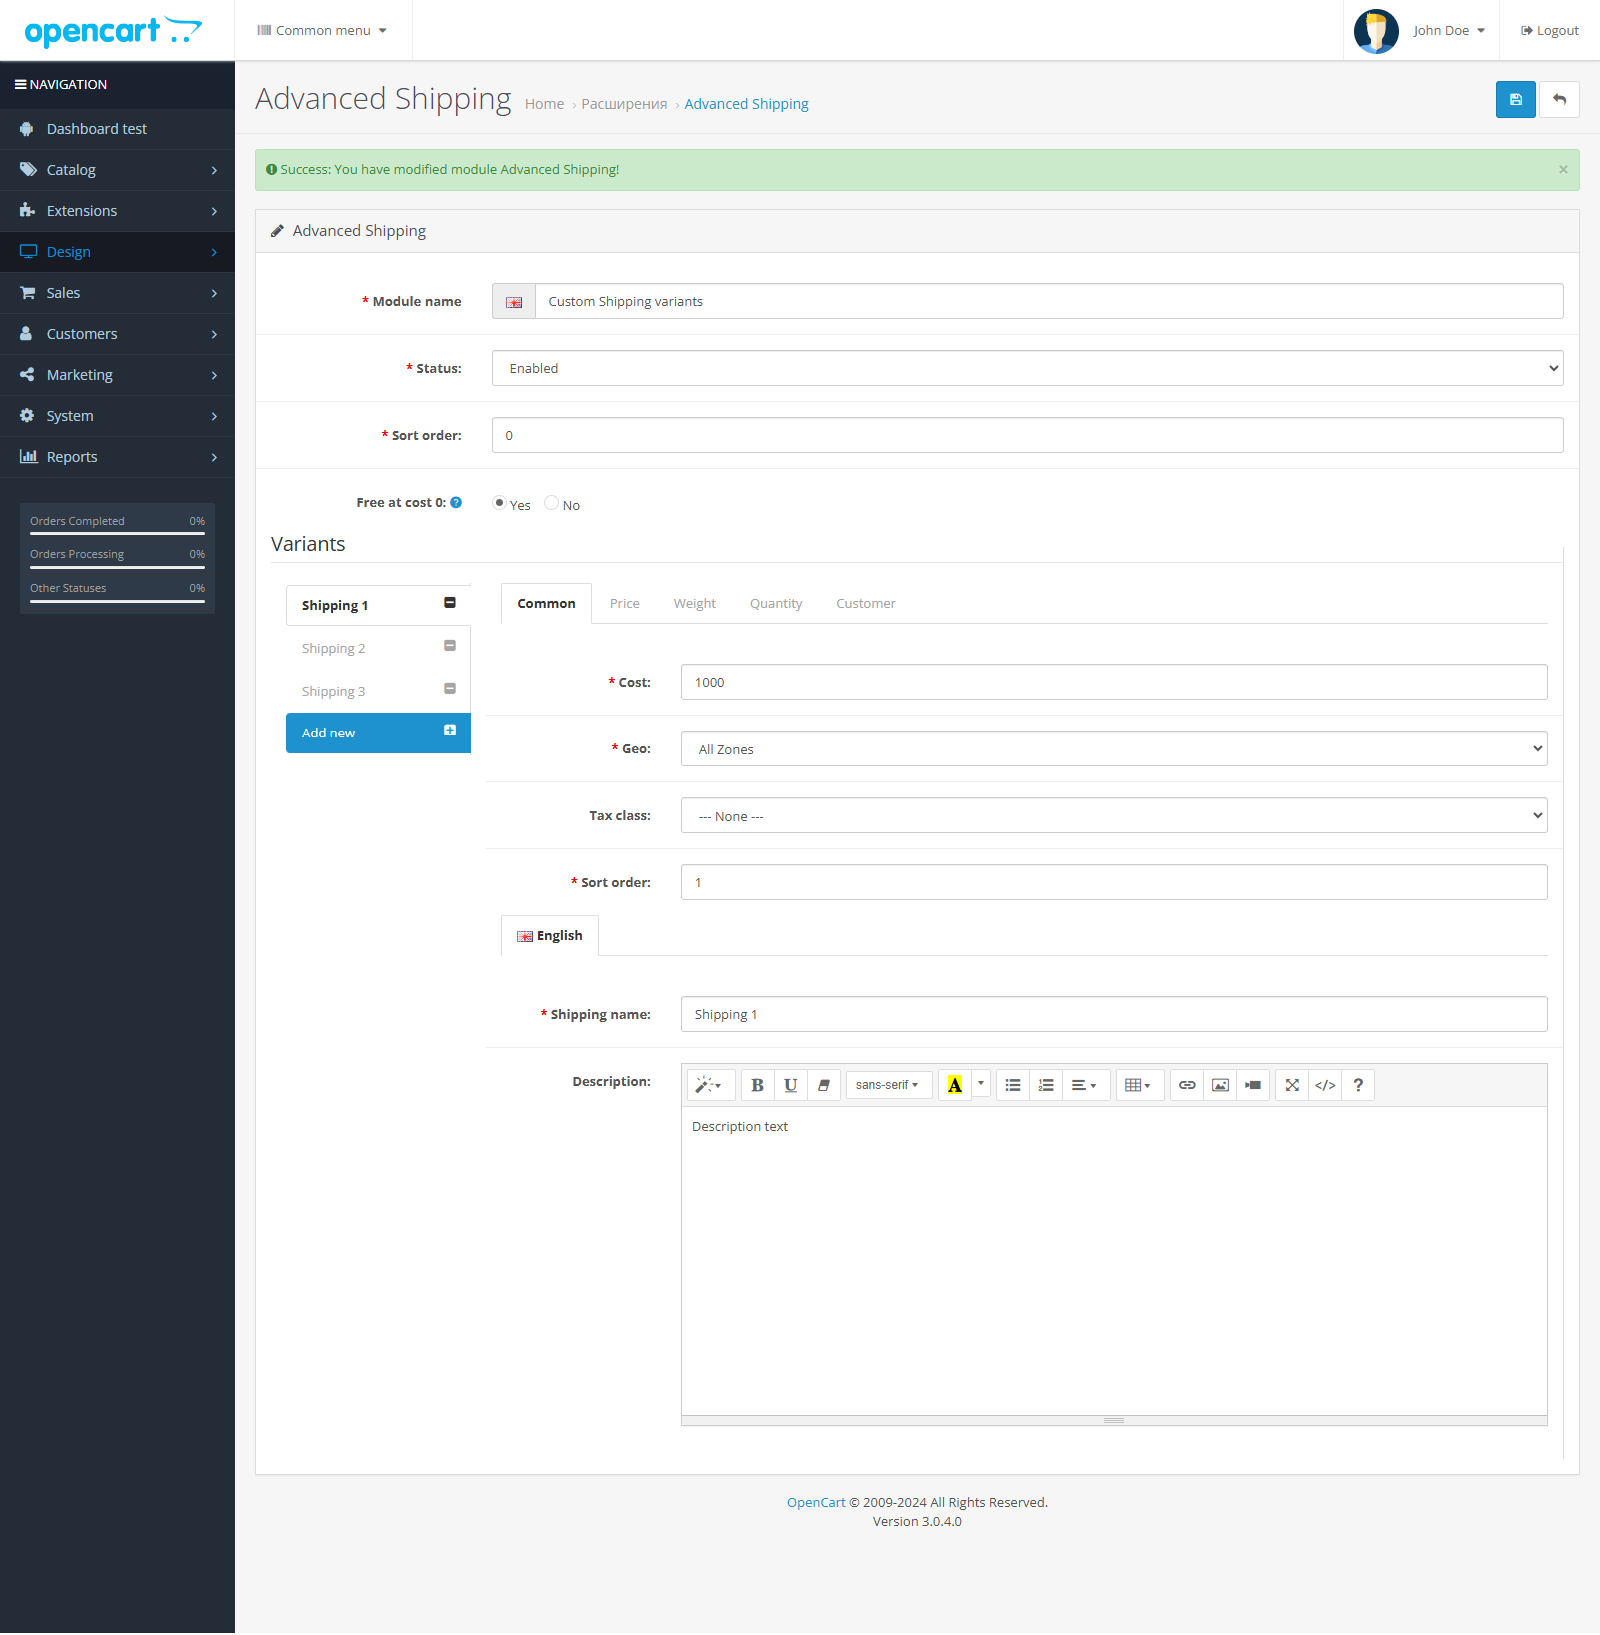 opencart
Common menu
John Doe
Logout
NAVIGATION
Dashboard test
Catalog
Extensions
Design
Sales
Customers
Marketing
System
Reports
Orders Completed 0%
Orders Processing 0%
Other Statuses 0%
Advanced Shipping
Home › Расширения › Advanced Shipping
Success: You have modified module Advanced Shipping! ×
Advanced Shipping
* Module name Custom Shipping variants
* Status: Enabled
* Sort order: 0
Free at cost 0: ? Yes No
Variants
Shipping 1
Shipping 2
Shipping 3
Add new
Common Price Weight Quantity Customer
* Cost: 1000
* Geo: All Zones
Tax class: --- None ---
* Sort order: 1
English
* Shipping name: Shipping 1
Description:
B U sans-serif A </> ?
Description text
OpenCart © 2009-2024 All Rights Reserved.
Version 3.0.4.0